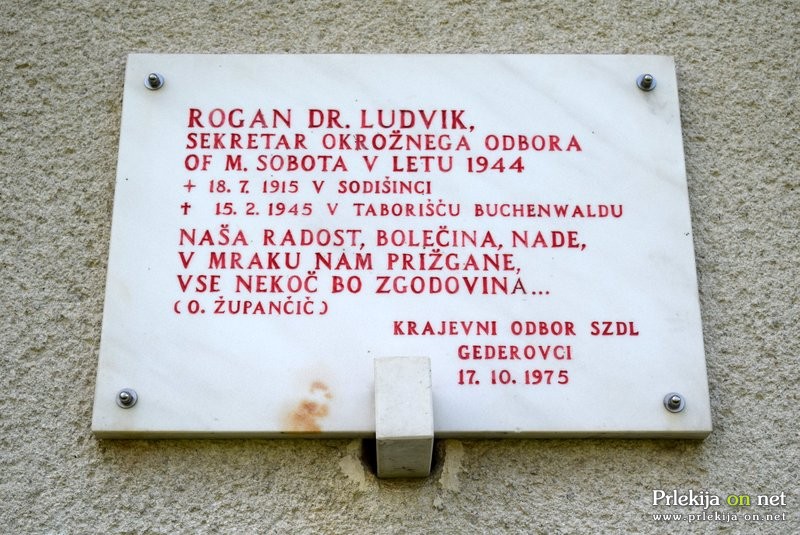 ROGAN DR. LUDVIK,
SEKRETAR OKROŽNEGA ODBORA
OF M. SOBOTA V LETU 1944
+ 18. 7. 1915 V SODIŠINCI
† 15. 2. 1945 V TABORIŠČU BUCHENWALDU
NAŠA RADOST, BOLEČINA, NADE,
V MRAKU NAM PRIŽGANE,
VSE NEKOČ BO ZGODOVINA...
(O. ŽUPANČIČ)
KRAJEVNI ODBOR SZDL
GEDEROVCI
17. 10. 1975
Prlekija on net
www.prlekija-on.net